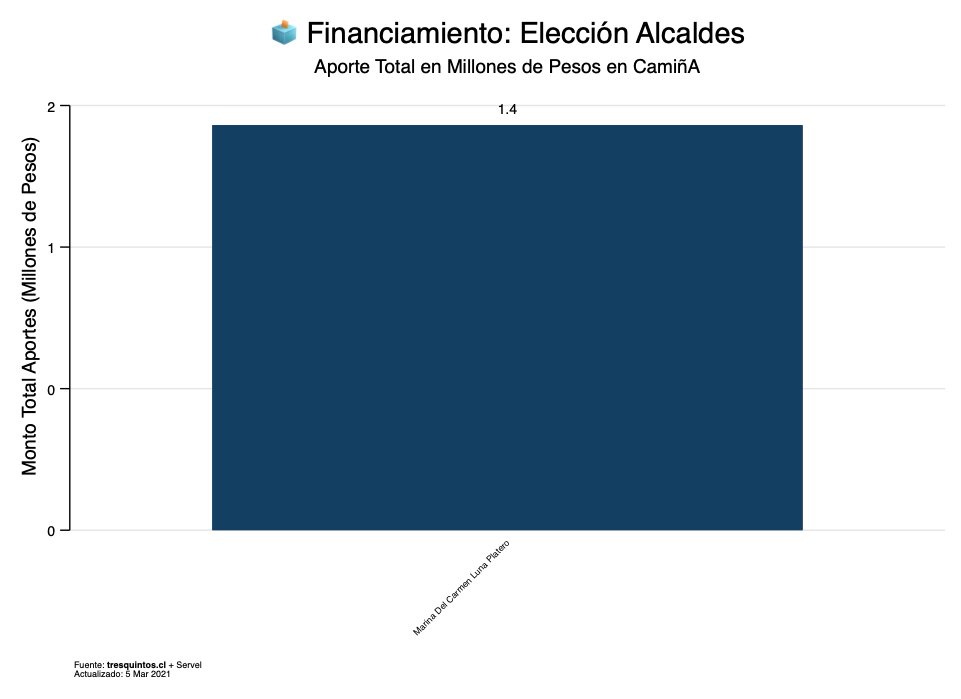 Financiamiento: Elección Alcaldes
Aporte Total en Millones de Pesos en CamiñA
Monto Total Aportes (Millones de Pesos)
2
1
0
0
1.4
Marina Del Carmen Luna Platero
Fuente: tresquintos.cl + Servel
Actualizado: 5 Mar 2021